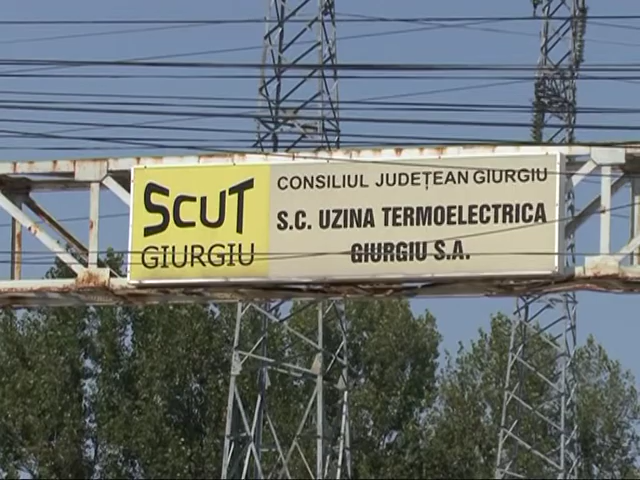 SCUT
GIURGIU
CONSILIUL JUDEȚEAN GIURGIU
S.C. UZINA TERMOELECTRICA
GIURGIU S.A.